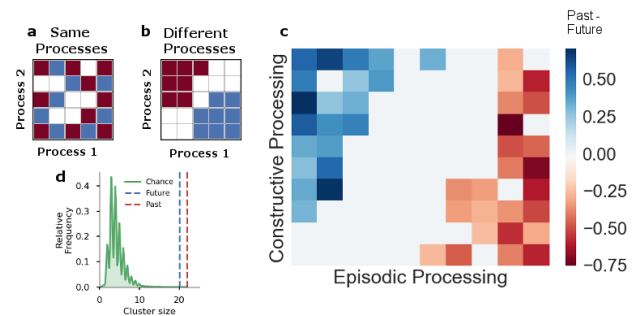 a Same Processes
b Different Processes
c
Past - Future
Process 2
Process 1
Process 2
Process 1
Constructive Processing
Episodic Processing
0.50
0.25
0.00
−0.25
−0.50
−0.75
d
Chance
Future
Past
Relative Frequency
0.4
0.3
0.2
0.1
0.0
0
10
20
Cluster size